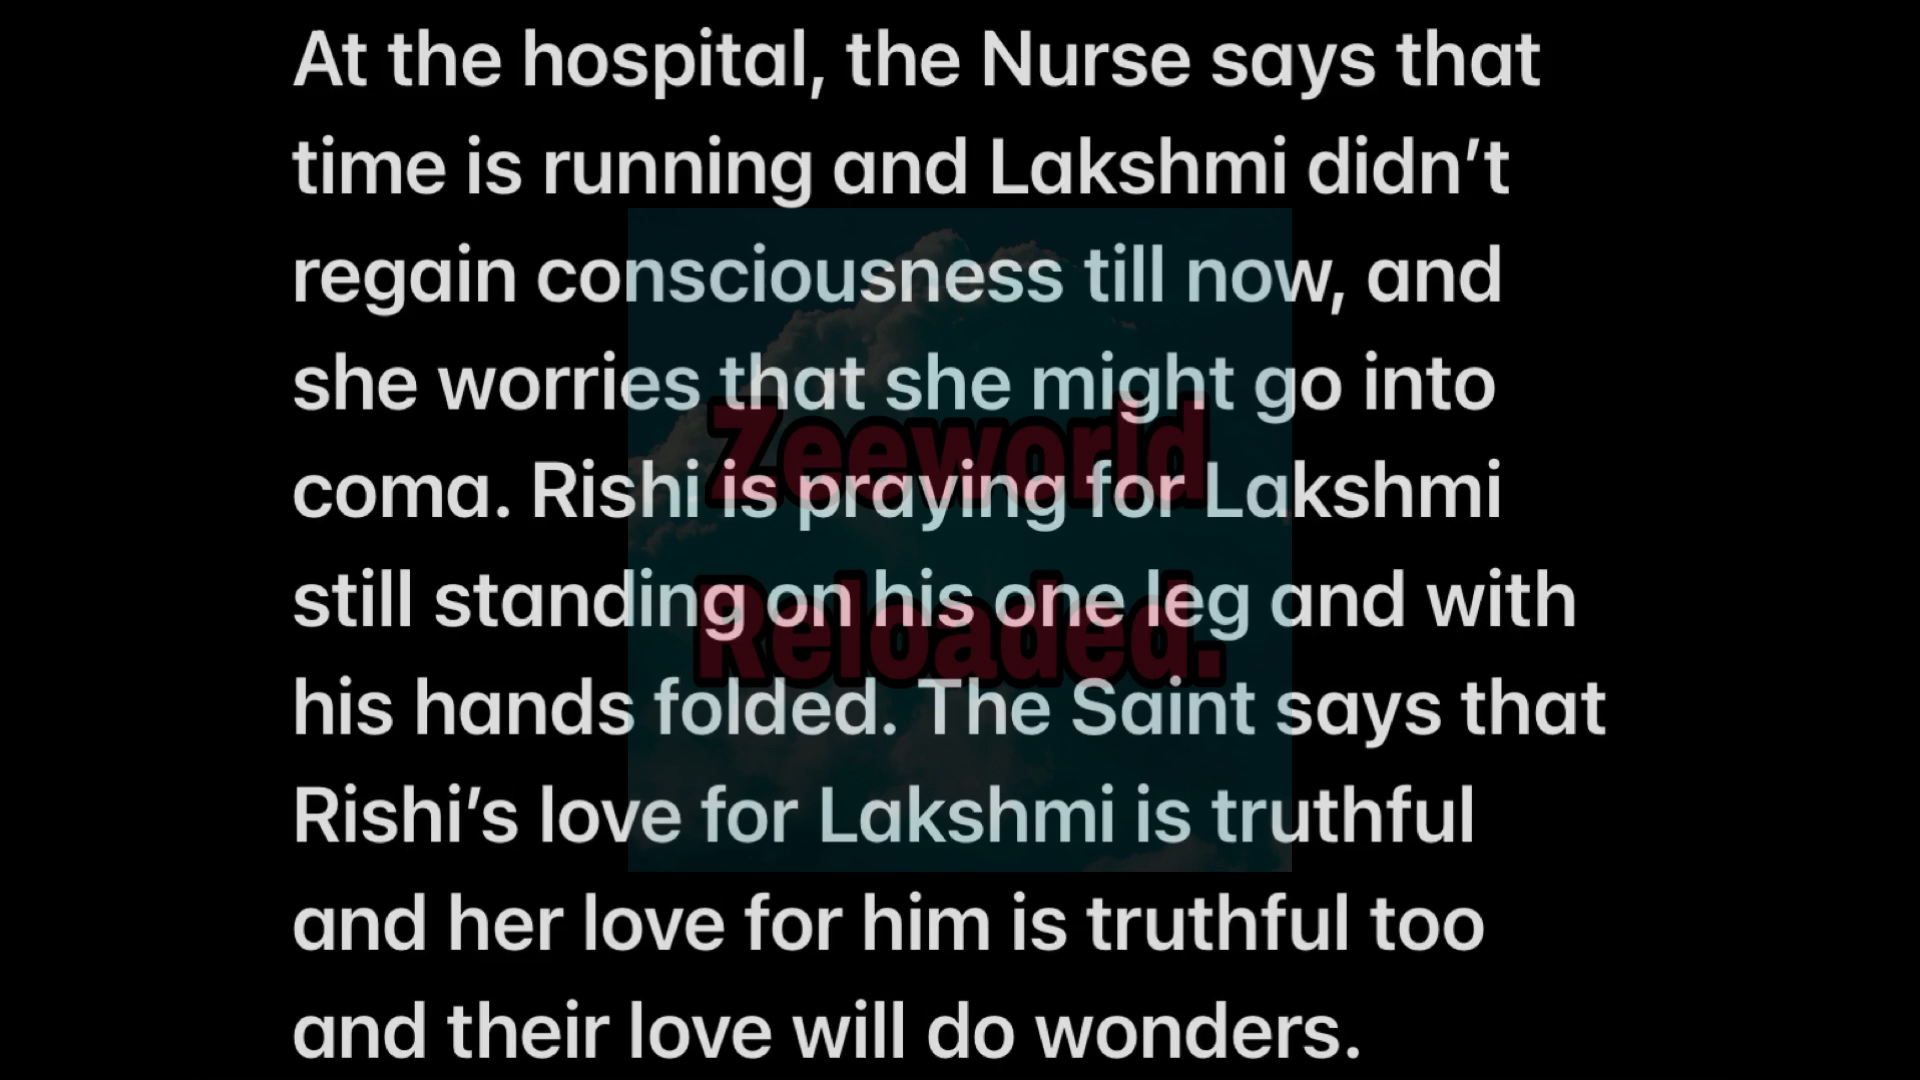 At the hospital, the Nurse says that
time is running and Lakshmi didn’t
regain consciousness till now, and
she worries that she might go into
coma. Rishi is praying for Lakshmi
still standing on his one leg and with
his hands folded. The Saint says that
Rishi’s love for Lakshmi is truthful
and her love for him is truthful too
and their love will do wonders.
Zeeworld
Reloaded.